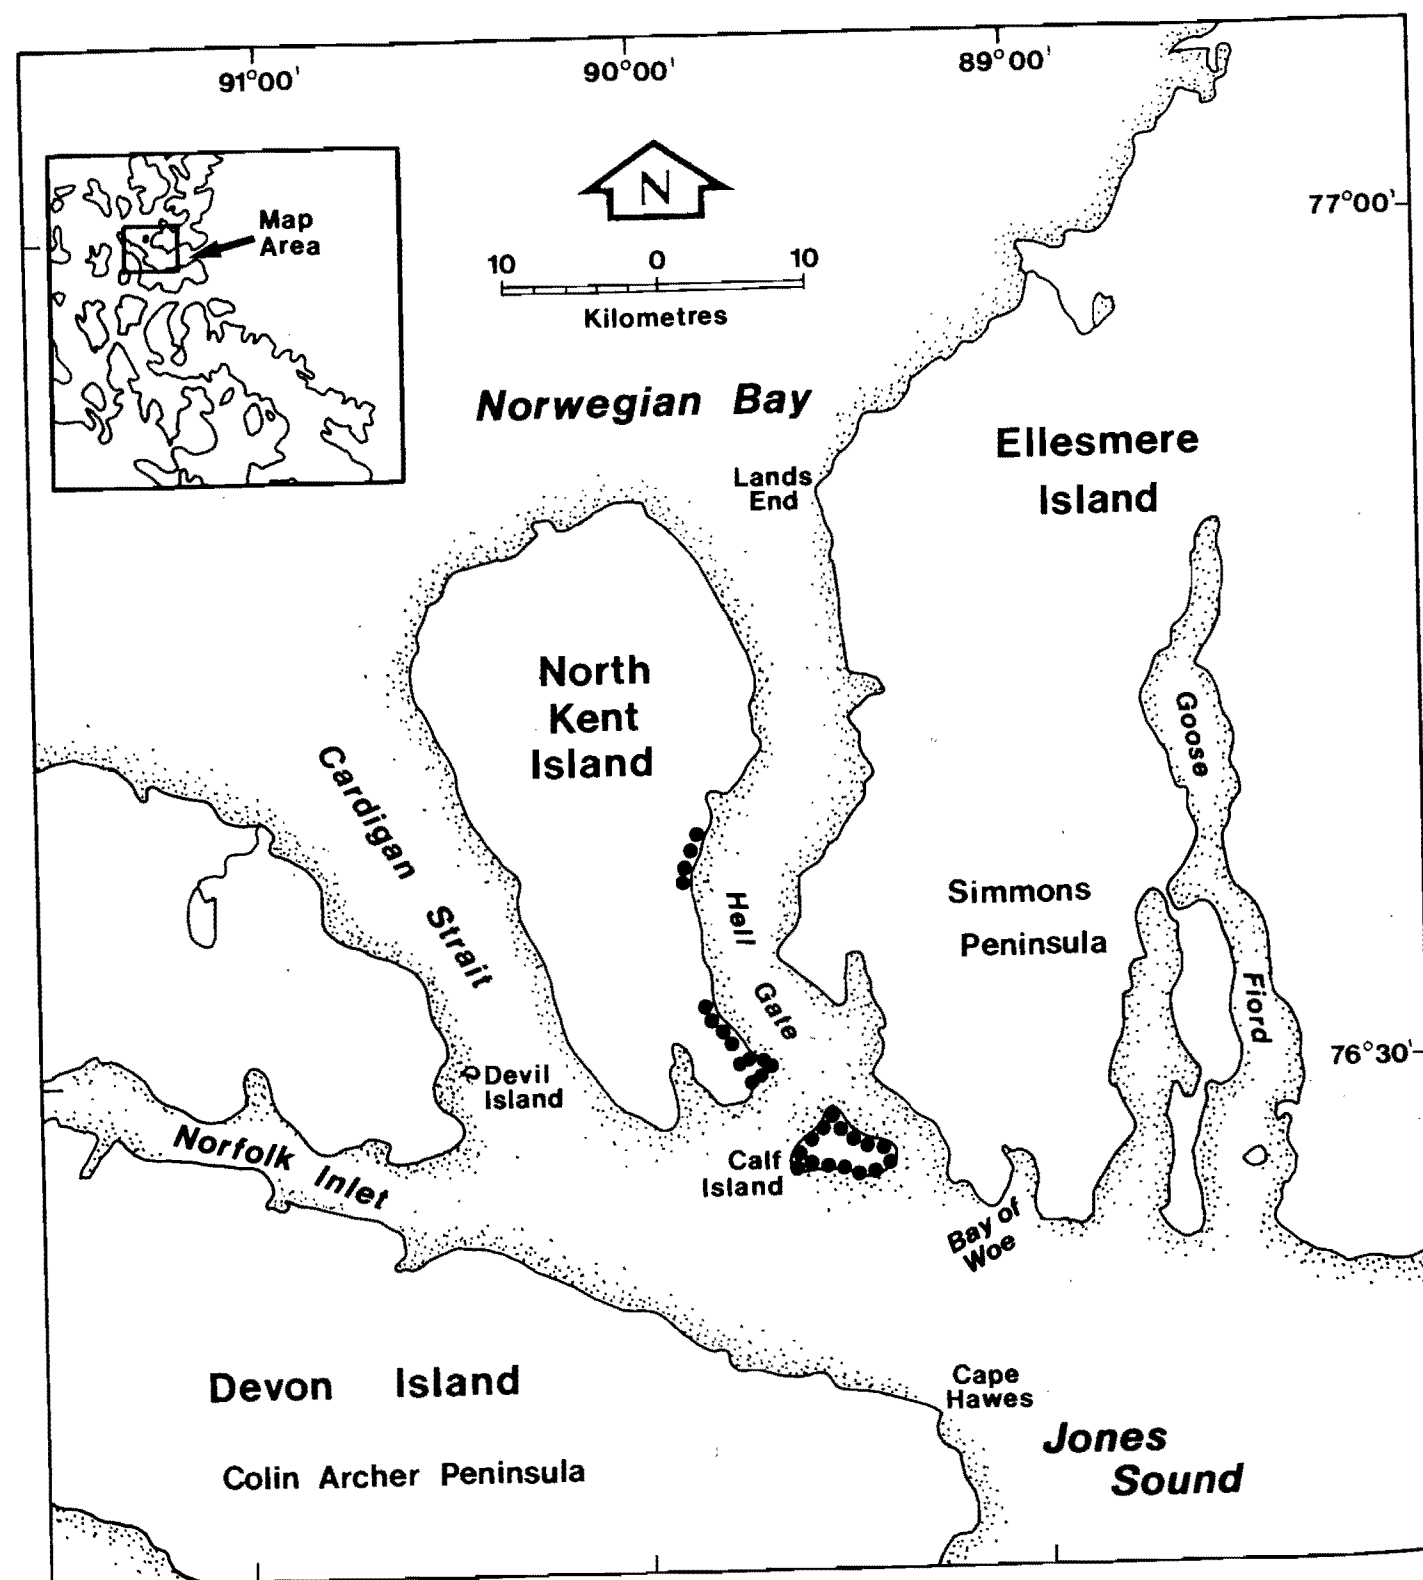 91°00'
90°00'
89°00'
77°00'
Map
Area
N
10 0 10
Kilometres
Norwegian Bay
Lands
End
Ellesmere
Island
North
Kent
Island
Goose
Fiord
Cardigan
Strait
Hell
Gate
Simmons
Peninsula
76°30'
Devil
Island
Norfolk Inlet
Calf
Island
Bay of
Woe
Devon Island
Colin Archer Peninsula
Cape
Hawes
Jones
Sound